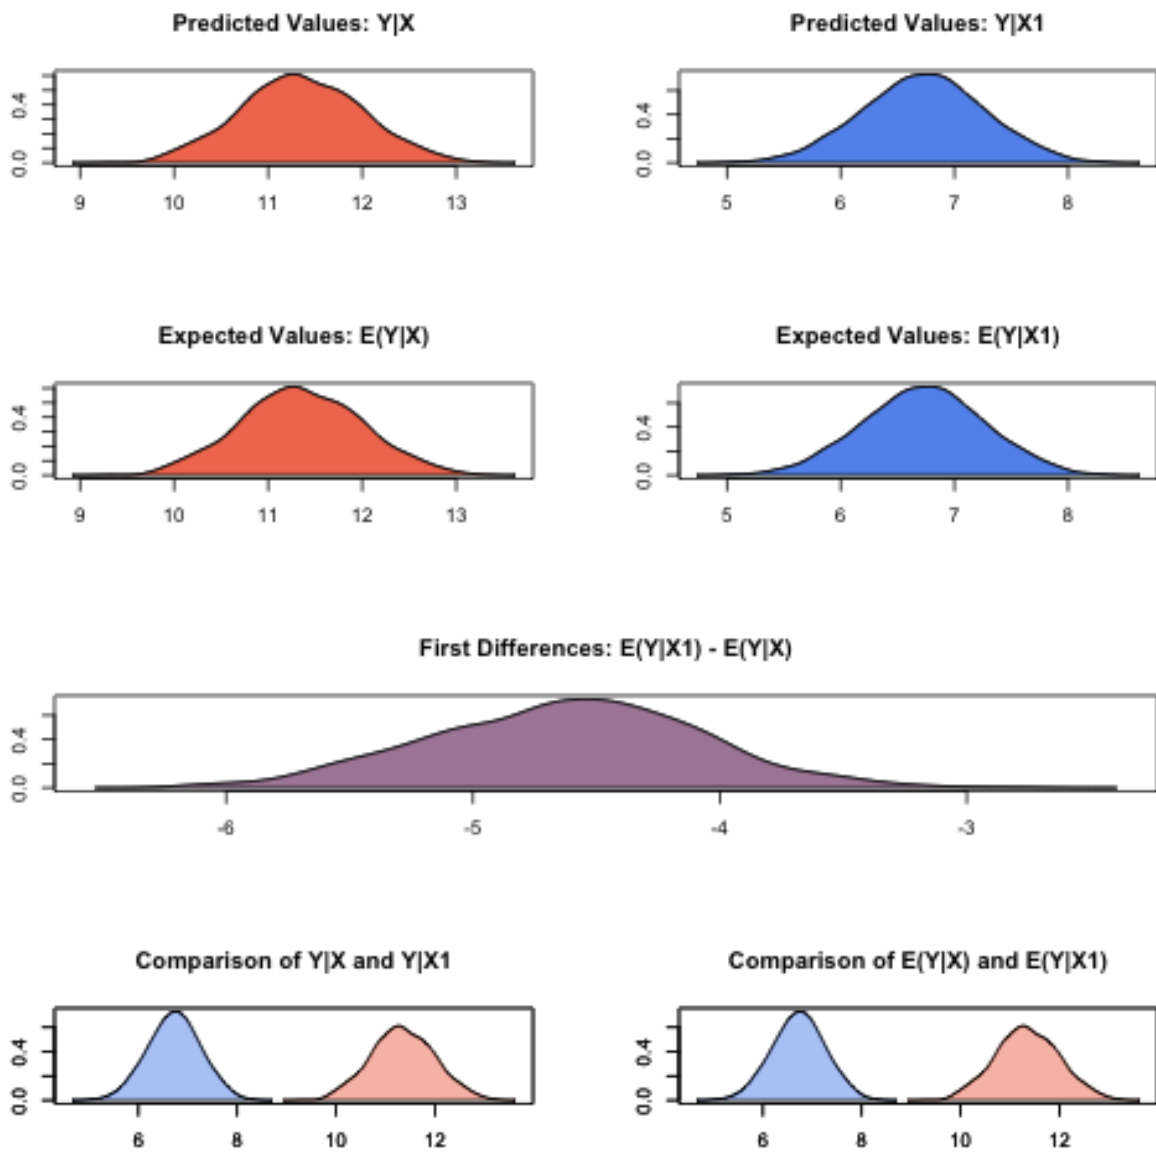 Predicted Values: Y|X
Predicted Values: Y|X1
0.0 0.4
9 10 11 12 13
0.0 0.4
5 6 7 8
Expected Values: E(Y|X)
Expected Values: E(Y|X1)
0.0 0.4
9 10 11 12 13
0.0 0.4
5 6 7 8
First Differences: E(Y|X1) - E(Y|X)
0.0 0.4
-6 -5 -4 -3
Comparison of Y|X and Y|X1
Comparison of E(Y|X) and E(Y|X1)
0.0 0.4
6 8 10 12
0.0 0.4
6 8 10 12